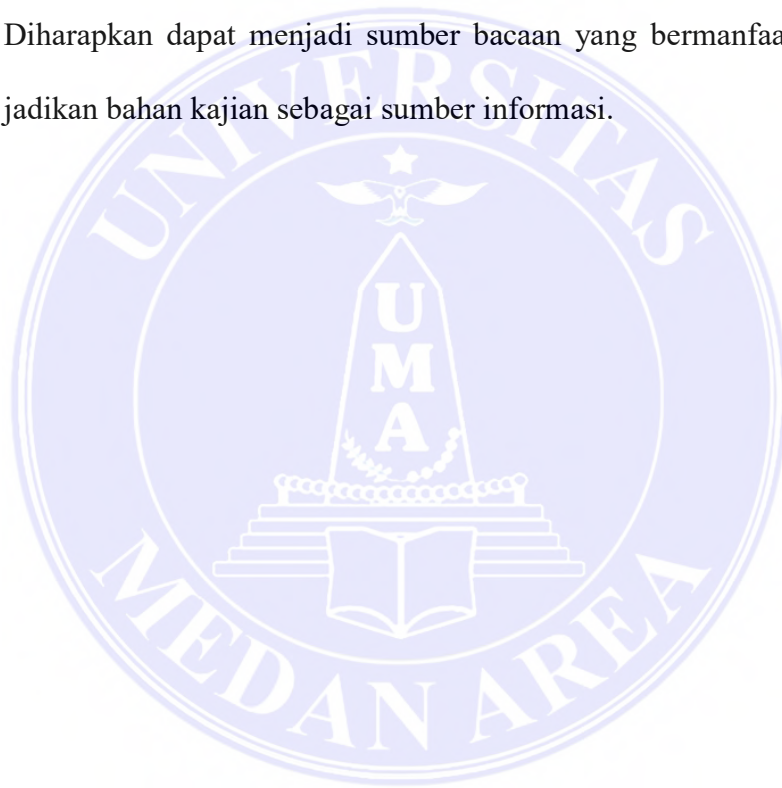 Diharapkan dapat menjadi sumber bacaan yang bermanfaa
jadikan bahan kajian sebagai sumber informasi.
UNIVERSITAS
U
M
A
MEDAN AREA